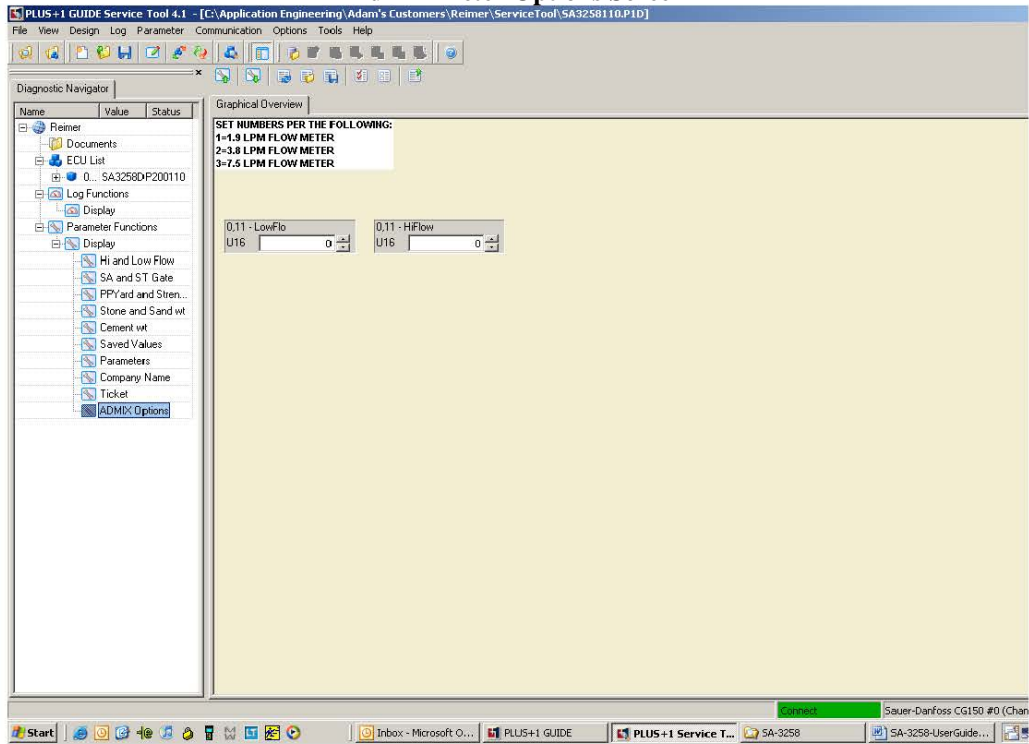 PLUS+1 GUIDE Service Tool 4.1 - [C:\Application Engineering\Adam's Customers\Reimer\ServiceTool\SA3258110.P1D]
File View Design Log Parameter Communication Options Tools Help
Diagnostic Navigator
Name Value Status
Reimer
Documents
ECU List
0... SA3258DP200110
Log Functions
Display
Parameter Functions
Display
Hi and Low Flow
SA and ST Gate
PPYard and Stren...
Stone and Sand wt
Cement wt
Saved Values
Parameters
Company Name
Ticket
ADMIX Options
Graphical Overview
SET NUMBERS PER THE FOLLOWING:
1=1.9 LPM FLOW METER
2=3.8 LPM FLOW METER
3=7.5 LPM FLOW METER
0,11 - LowFlo
U16 0
0,11 - HiFlow
U16 0
Connect
Sauer-Danfoss CG150 #0 (Chan
Start
Inbox - Microsoft O...
PLUS+1 GUIDE
PLUS+1 Service T...
SA-3258
SA-3258-UserGuide...